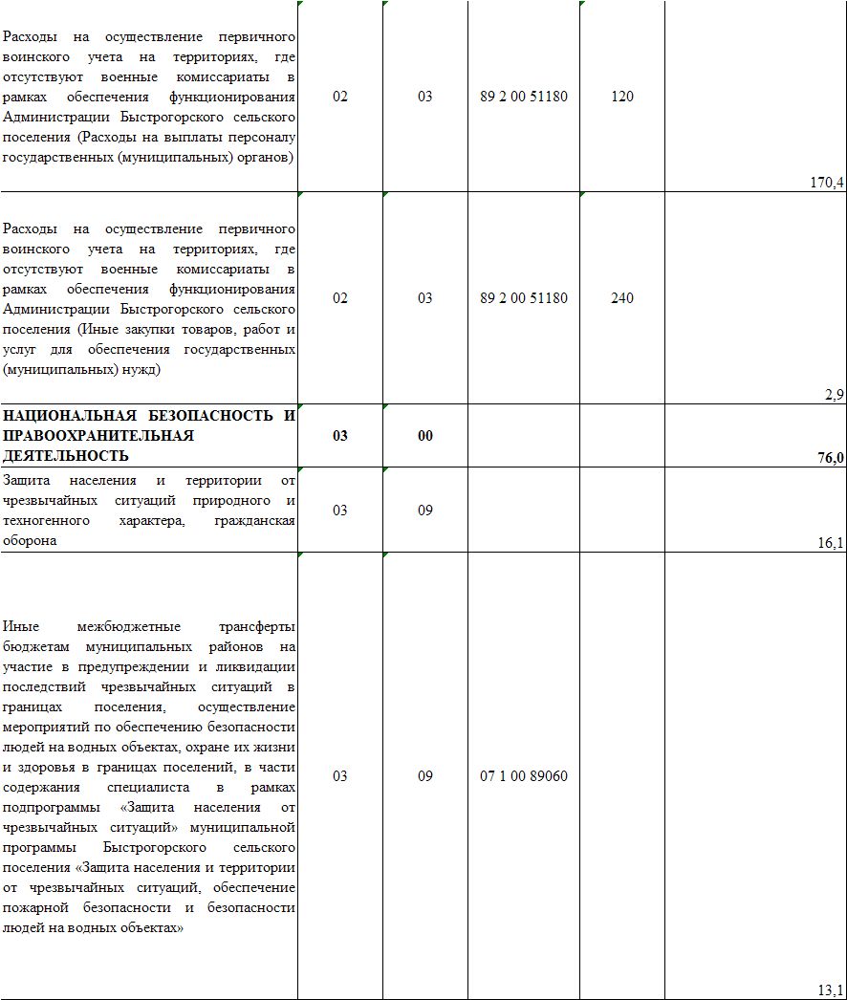 Расходы на осуществление первичного
воинского учета на территориях, где
отсутствуют военные комиссариаты в
рамках обеспечения функционирования
Администрации Быстрогорского сельского
поселения (Расходы на выплаты персоналу
государственных (муниципальных) органов)
02 03 89 2 00 51180 120
170,4
Расходы на осуществление первичного
воинского учета на территориях, где
отсутствуют военные комиссариаты в
рамках обеспечения функционирования
Администрации Быстрогорского сельского
поселения (Иные закупки товаров, работ и
услуг для обеспечения государственных
(муниципальных) нужд)
02 03 89 2 00 51180 240
2,9
НАЦИОНАЛЬНАЯ БЕЗОПАСНОСТЬ И
ПРАВООХРАНИТЕЛЬНАЯ
ДЕЯТЕЛЬНОСТЬ
03 00
76,0
Защита населения и территории от
чрезвычайных ситуаций природного и
техногенного характера, гражданская
оборона
03 09
16,1
Иные межбюджетные трансферты
бюджетам муниципальных районов на
участие в предупреждении и ликвидации
последствий чрезвычайных ситуаций в
границах поселения, осуществление
мероприятий по обеспечению безопасности
людей на водных объектах, охране их жизни
и здоровья в границах поселений, в части
содержания специалиста в рамках
подпрограммы «Защита населения от
чрезвычайных ситуаций» муниципальной
программы Быстрогорского сельского
поселения «Защита населения и территории
от чрезвычайных ситуаций, обеспечение
пожарной безопасности и безопасности
людей на водных объектах»
03 09 07 1 00 89060
13,1